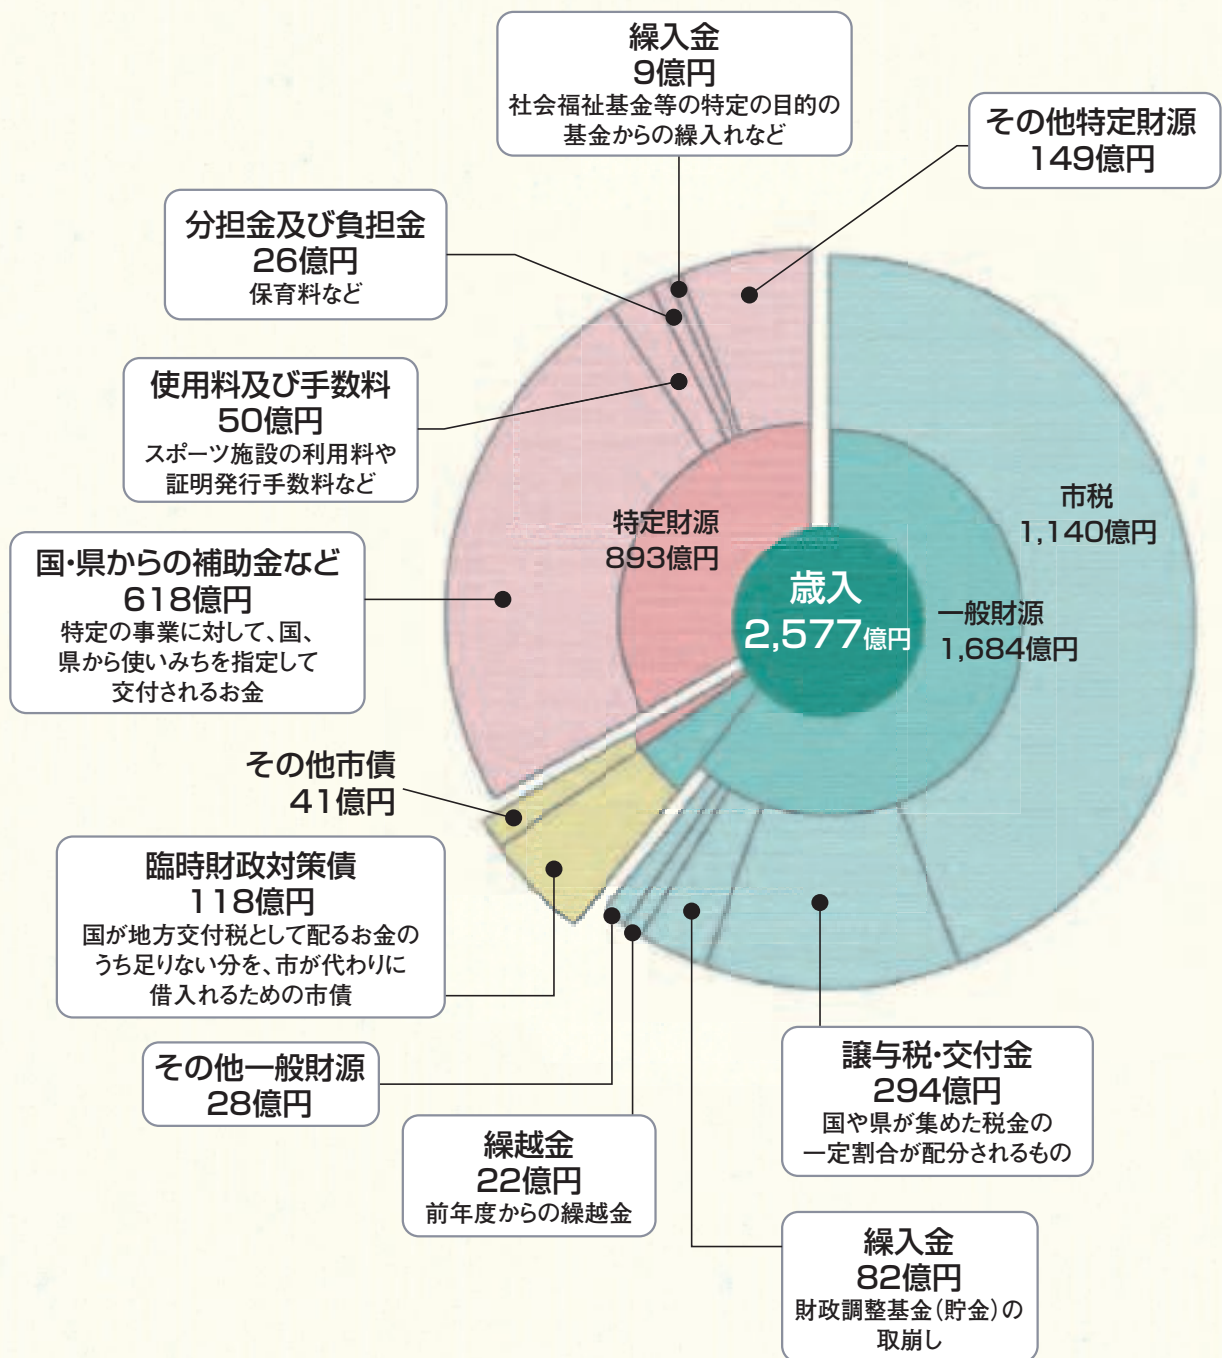 繰入金
9億円
社会福祉基金等の特定の目的の
基金からの繰入れなど
その他特定財源
149億円
分担金及び負担金
26億円
保育料など
使用料及び手数料
50億円
スポーツ施設の利用料や
証明発行手数料など
国・県からの補助金など
618億円
特定の事業に対して、国、
県から使いみちを指定して
交付されるお金
特定財源
893億円
市税
1,140億円
歳入
2,577億円
一般財源
1,684億円
その他市債
41億円
臨時財政対策債
118億円
国が地方交付税として配るお金の
うち足りない分を、市が代わりに
借入れるための市債
その他一般財源
28億円
繰越金
22億円
前年度からの繰越金
譲与税・交付金
294億円
国や県が集めた税金の
一定割合が配分されるもの
繰入金
82億円
財政調整基金(貯金)の
取崩し